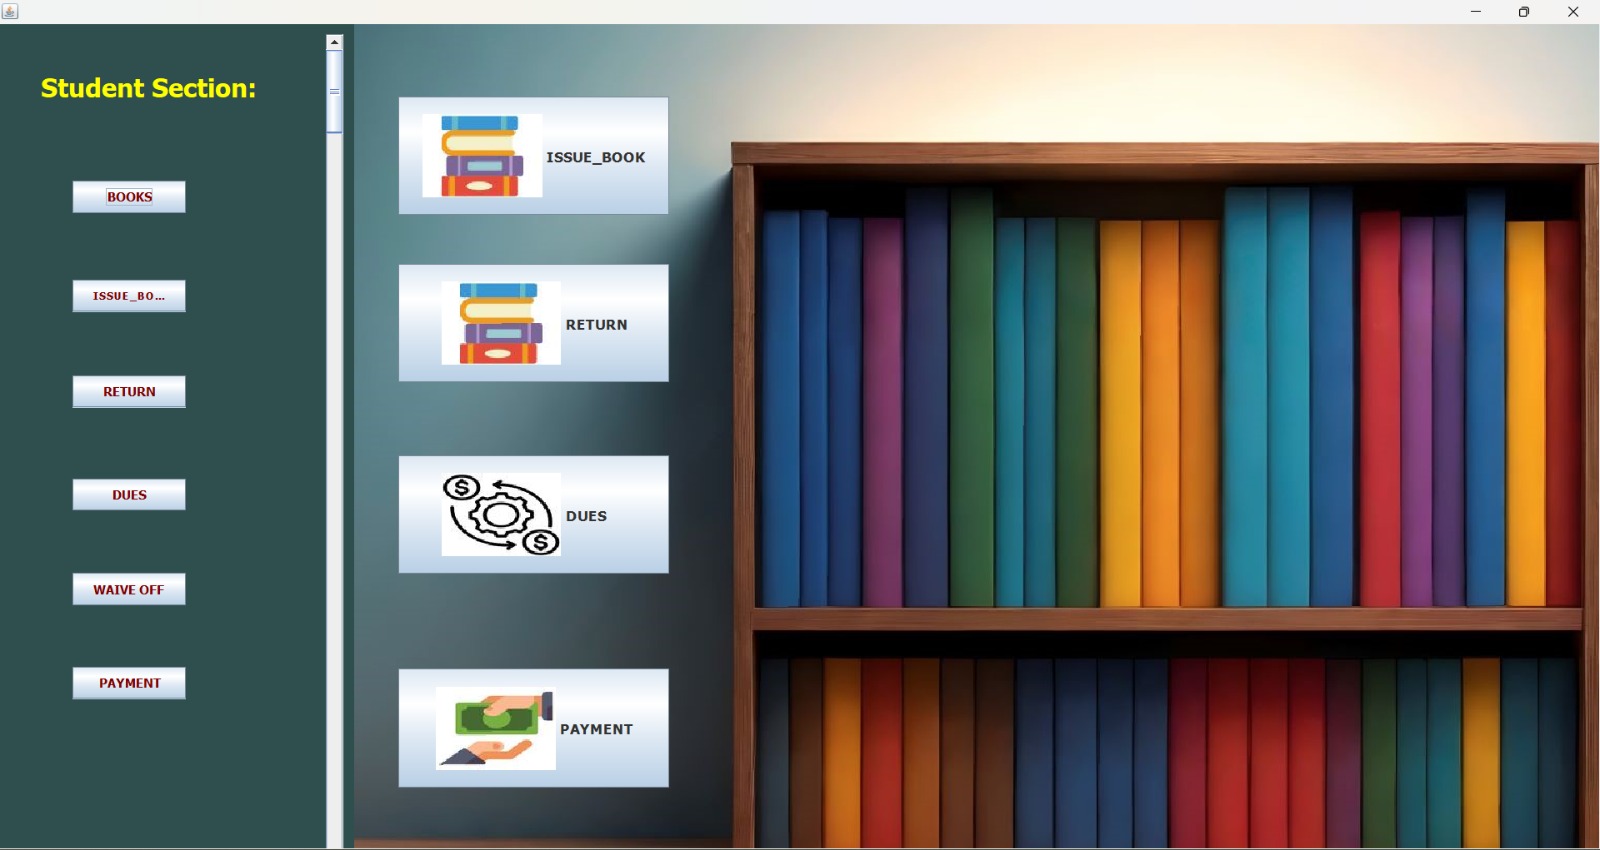 Student Section:
BOOKS
ISSUE_BO...
RETURN
DUES
WAIVE OFF
PAYMENT
ISSUE_BOOK
RETURN
$
$
DUES
PAYMENT